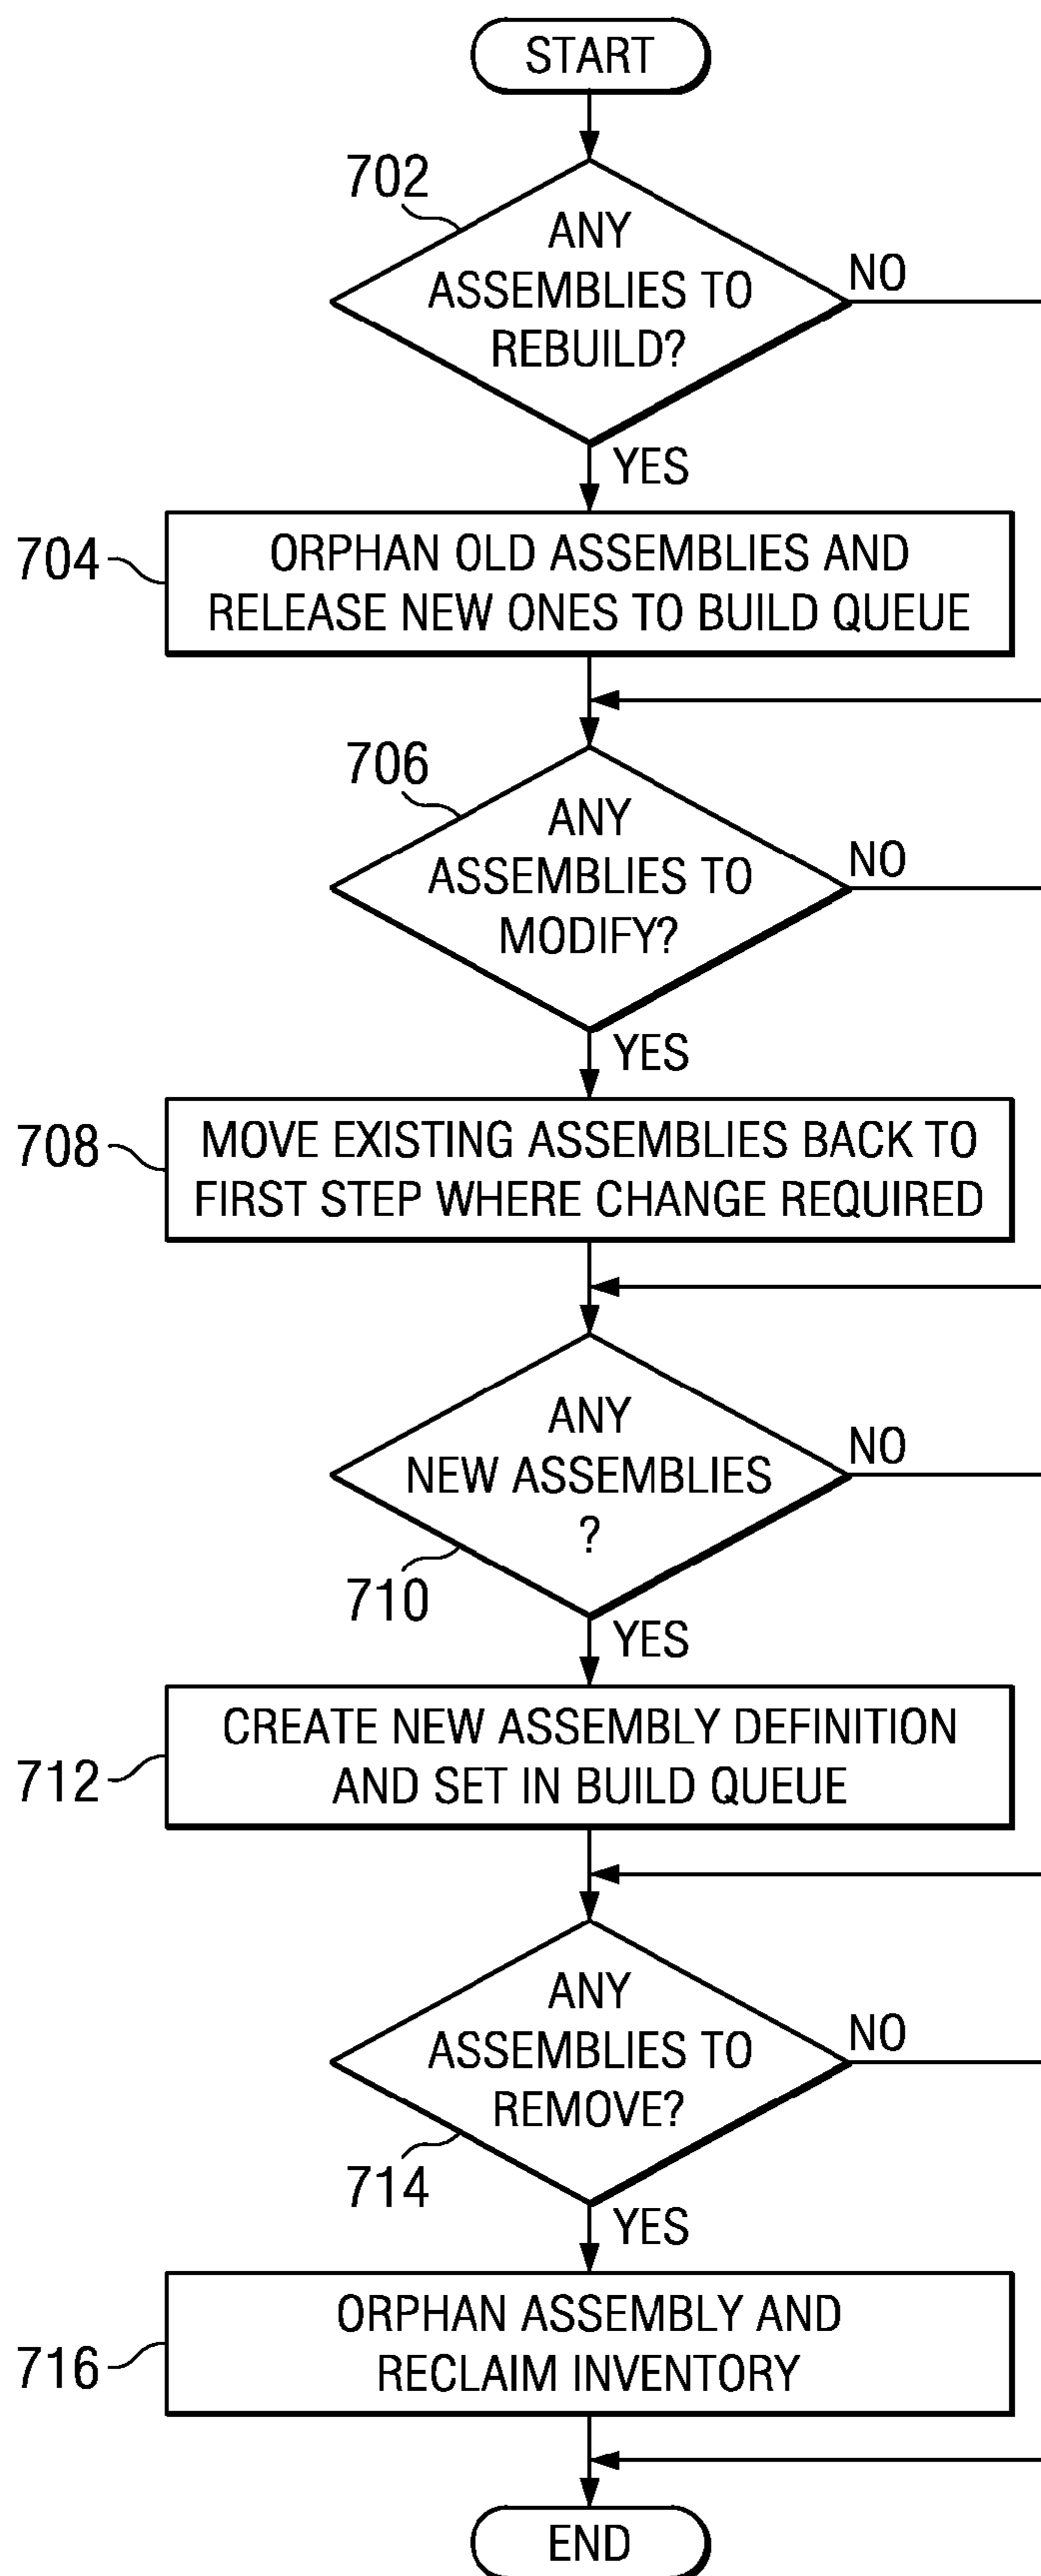 START
702
ANY
ASSEMBLIES TO
REBUILD?
NO
YES
704
ORPHAN OLD ASSEMBLIES AND
RELEASE NEW ONES TO BUILD QUEUE
706
ANY
ASSEMBLIES TO
MODIFY?
NO
YES
708
MOVE EXISTING ASSEMBLIES BACK TO
FIRST STEP WHERE CHANGE REQUIRED
ANY
NEW ASSEMBLIES
?
NO
710
YES
CREATE NEW ASSEMBLY DEFINITION
AND SET IN BUILD QUEUE
712
ANY
ASSEMBLIES TO
REMOVE?
NO
714
YES
ORPHAN ASSEMBLY AND
RECLAIM INVENTORY
716
END